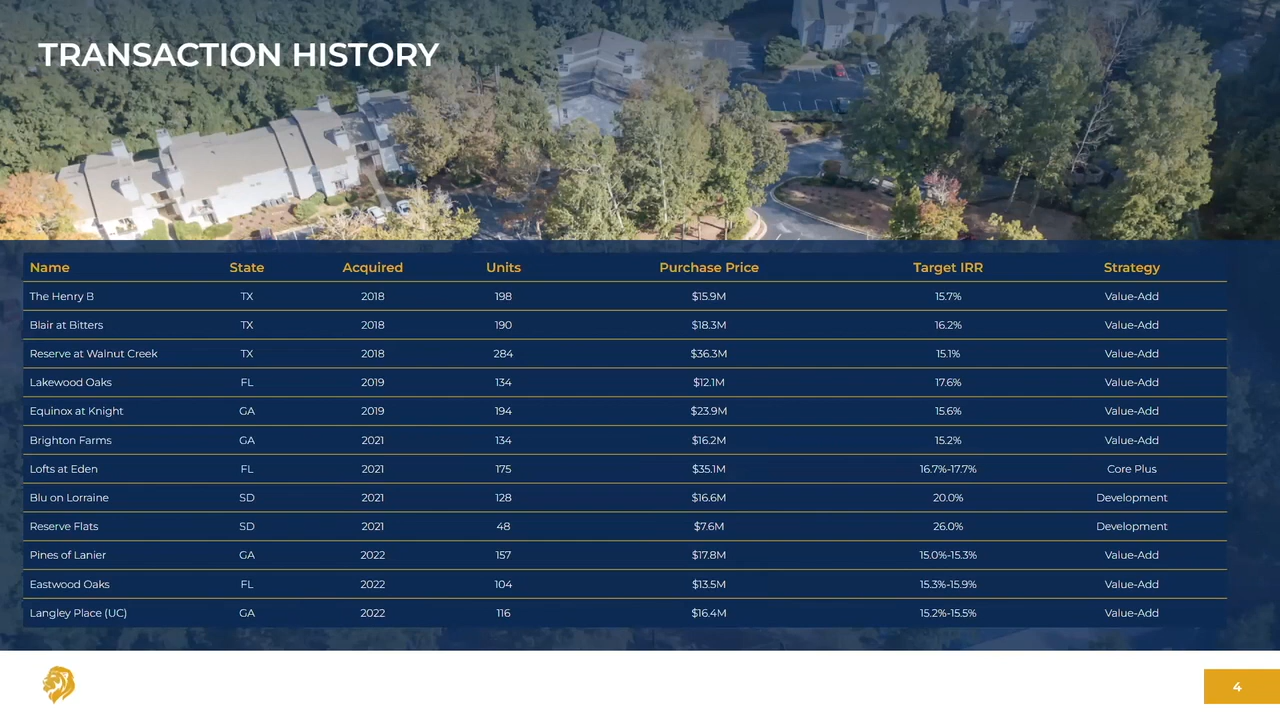 TRANSACTION HISTORY
Name State Acquired Units Purchase Price Target IRR Strategy
The Henry B TX 2018 198 $15.9M 15.7% Value-Add
Blair at Bitters TX 2018 190 $18.3M 16.2% Value-Add
Reserve at Walnut Creek TX 2018 284 $36.3M 15.1% Value-Add
Lakewood Oaks FL 2019 134 $12.1M 17.6% Value-Add
Equinox at Knight GA 2019 194 $23.9M 15.6% Value-Add
Brighton Farms GA 2021 134 $16.2M 15.2% Value-Add
Lofts at Eden FL 2021 175 $35.1M 16.7%-17.7% Core Plus
Blu on Lorraine SD 2021 128 $16.6M 20.0% Development
Reserve Flats SD 2021 48 $7.6M 26.0% Development
Pines of Lanier GA 2022 157 $17.8M 15.0%-15.3% Value-Add
Eastwood Oaks FL 2022 104 $13.5M 15.3%-15.9% Value-Add
Langley Place (UC) GA 2022 116 $16.4M 15.2%-15.5% Value-Add
4